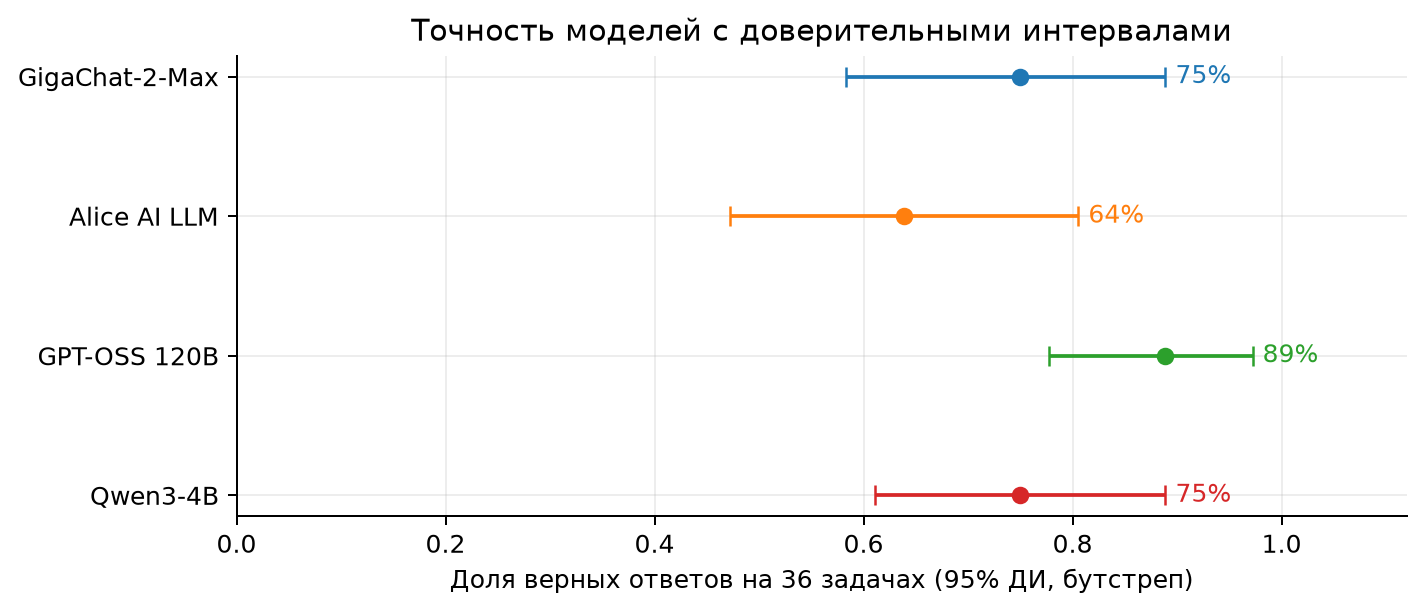 Точность моделей с доверительными интервалами
GigaChat-2-Max
75%
Alice AI LLM
64%
GPT-OSS 120B
89%
Qwen3-4B
75%
0.0 0.2 0.4 0.6 0.8 1.0
Доля верных ответов на 36 задачах (95% ДИ, бутстреп)